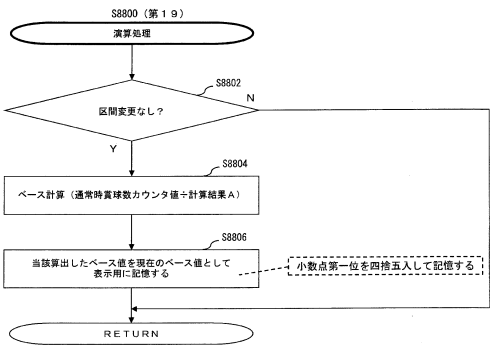 S8800（第１９）
演算処理
S8802
区間変更なし？
N
Y
S8804
ベース計算（通常時賞球数カウンタ値÷計算結果Ａ）
S8806
当該算出したベース値を現在のベース値として
表示用に記憶する
小数点第一位を四捨五入して記憶する
ＲＥＴＵＲＮ